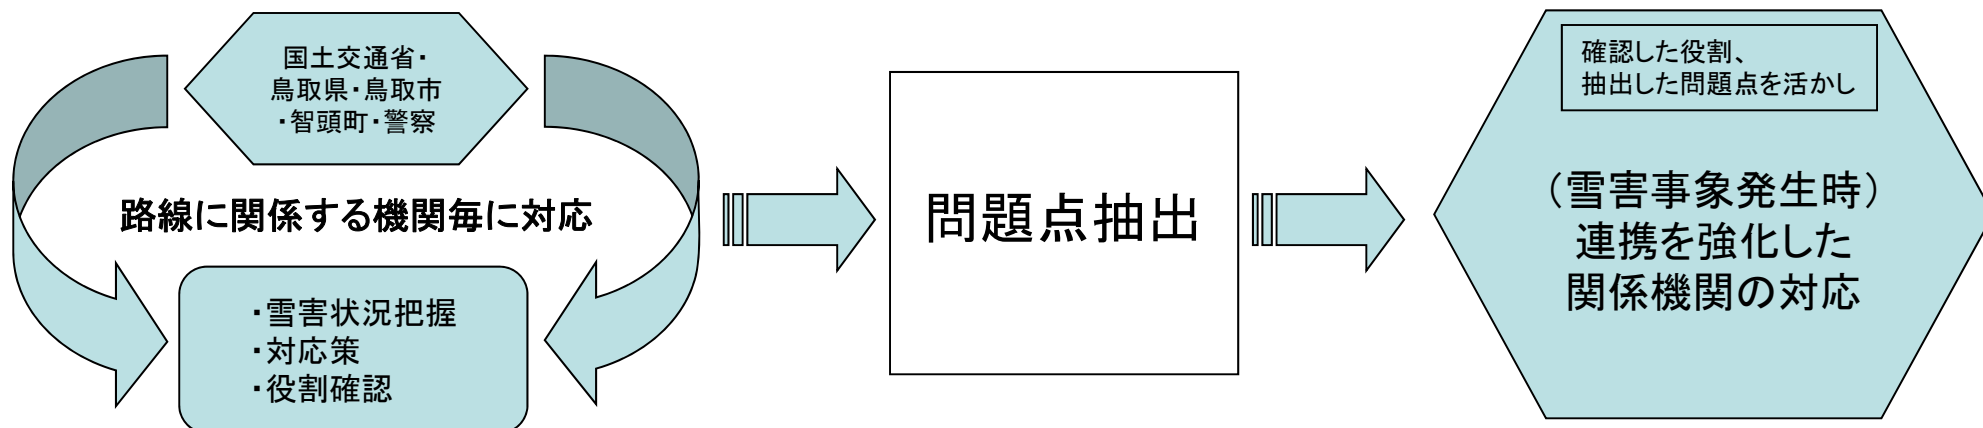 国土交通省・
鳥取県・鳥取市
・智頭町・警察
路線に関係する機関毎に対応
・雪害状況把握
・対応策
・役割確認
問題点抽出
確認した役割、
抽出した問題点を活かし
（雪害事象発生時）
連携を強化した
関係機関の対応